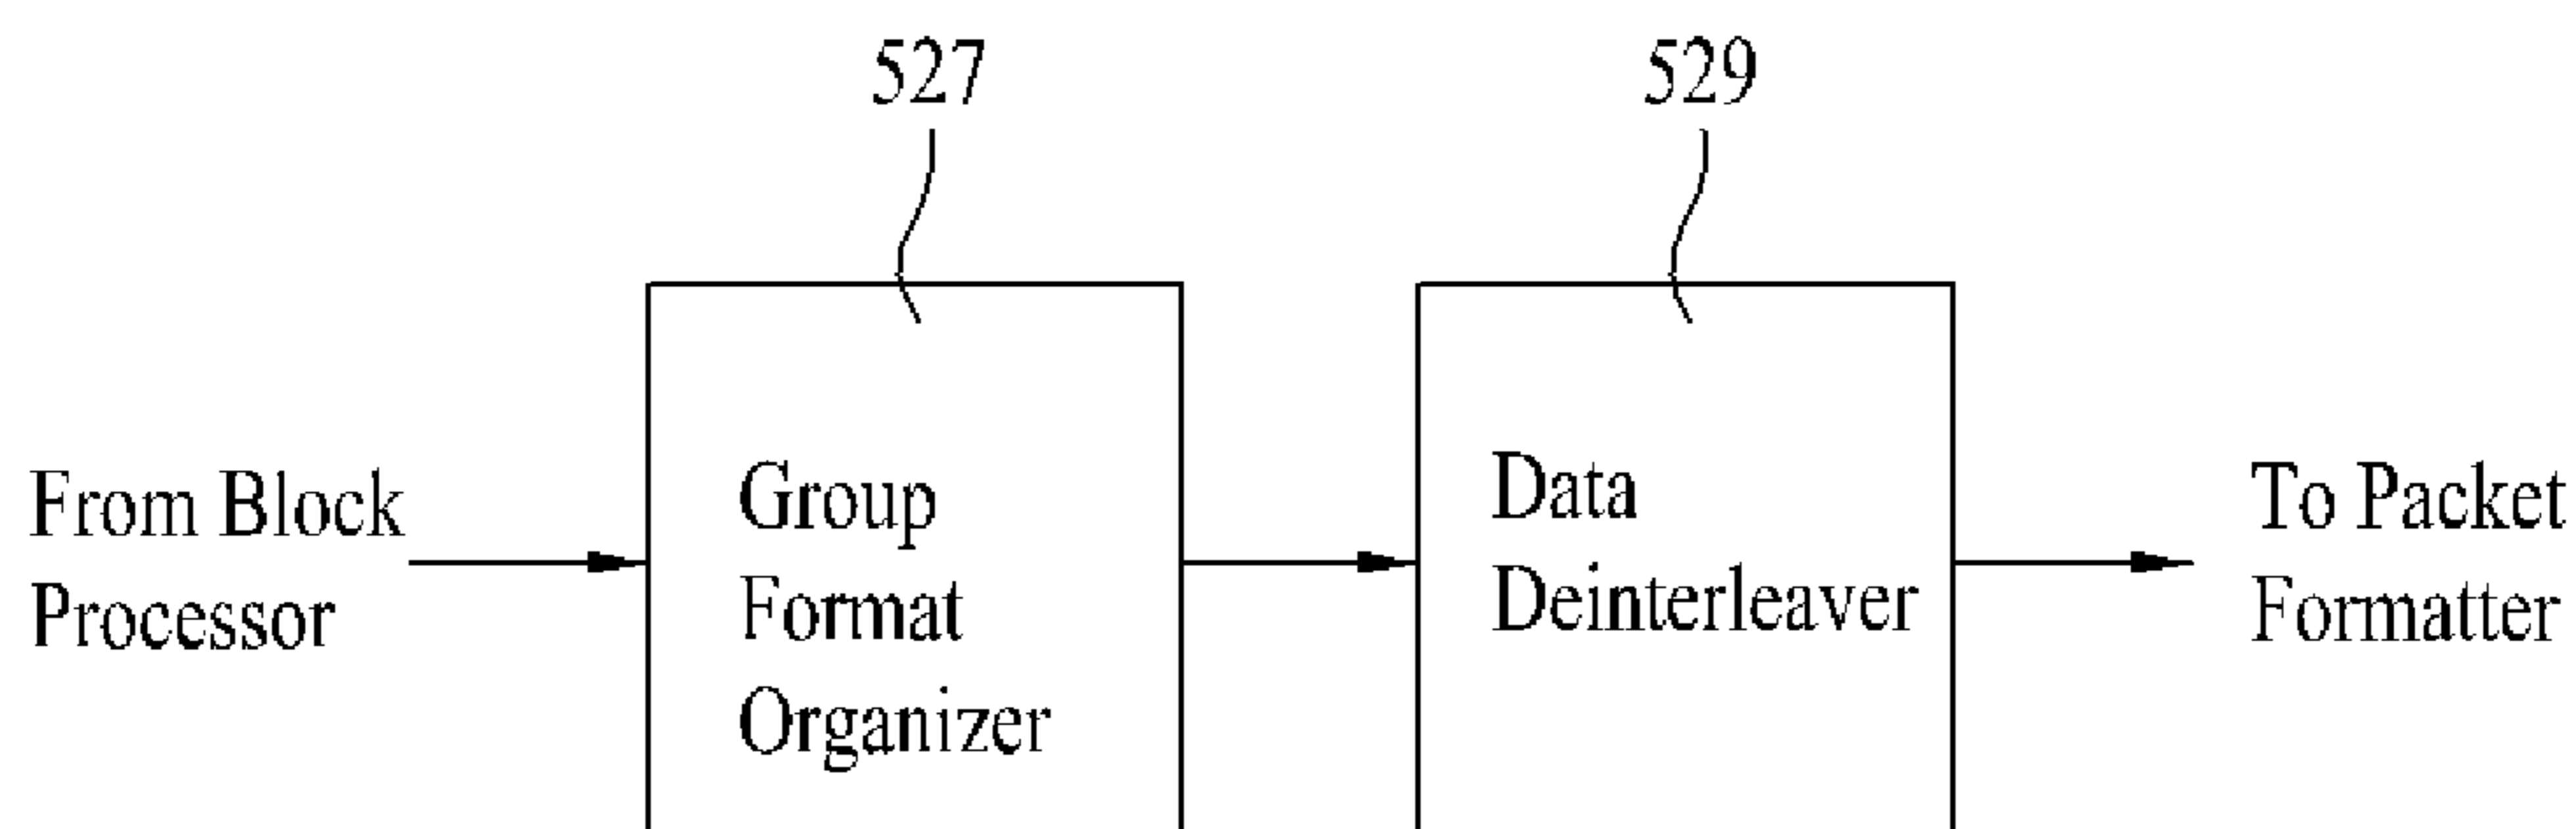 527
529
From Block
Processor
Group
Format
Organizer
Data
Deinterleaver
To Packet
Formatter